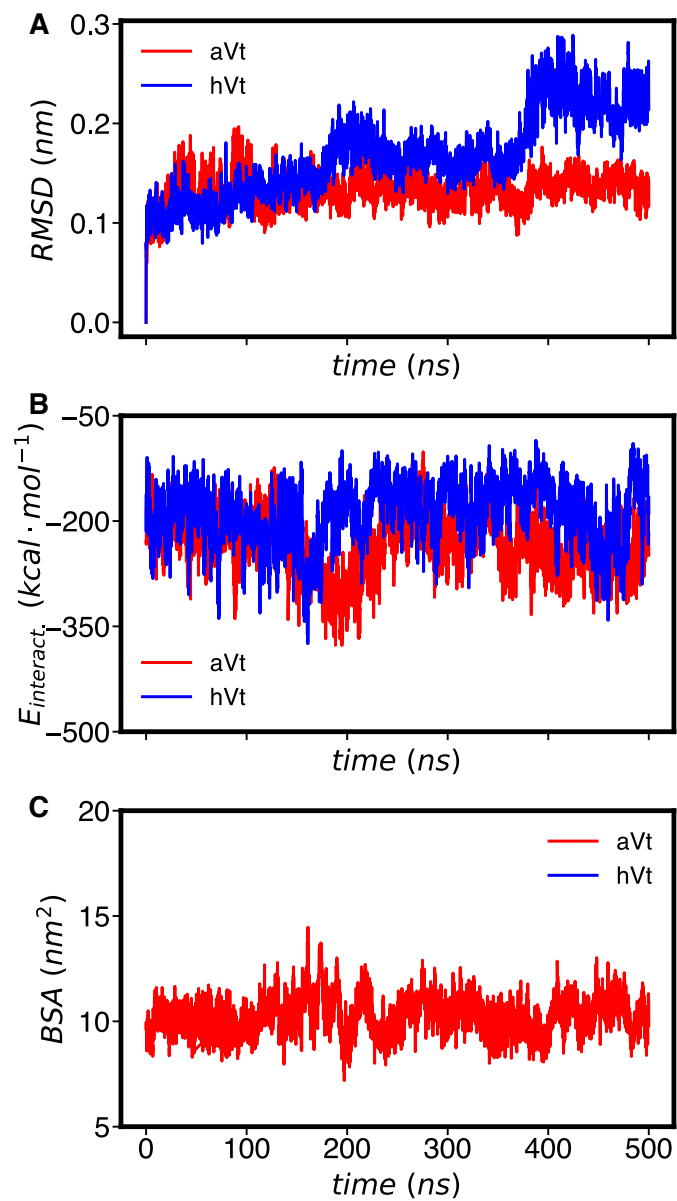 A
0.3
0.2
0.1
0.0
RMSD (nm)
aVt
hVt
time (ns)
B
−50
−200
−350
−500
E_interact. (kcal · mol⁻¹)
aVt
hVt
time (ns)
C
20
15
10
5
BSA (nm²)
aVt
hVt
0 100 200 300 400 500
time (ns)